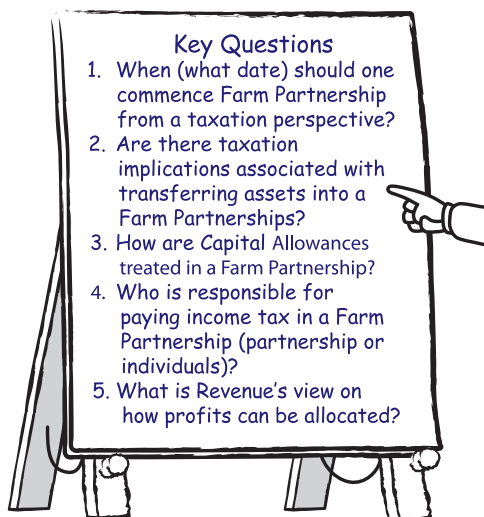 Key Questions
1. When (what date) should one
commence Farm Partnership
from a taxation perspective?
2. Are there taxation
implications associated with
transferring assets into a
Farm Partnerships?
3. How are Capital Allowances
treated in a Farm Partnership?
4. Who is responsible for
paying income tax in a Farm
Partnership (partnership or
individuals)?
5. What is Revenue's view on
how profits can be allocated?